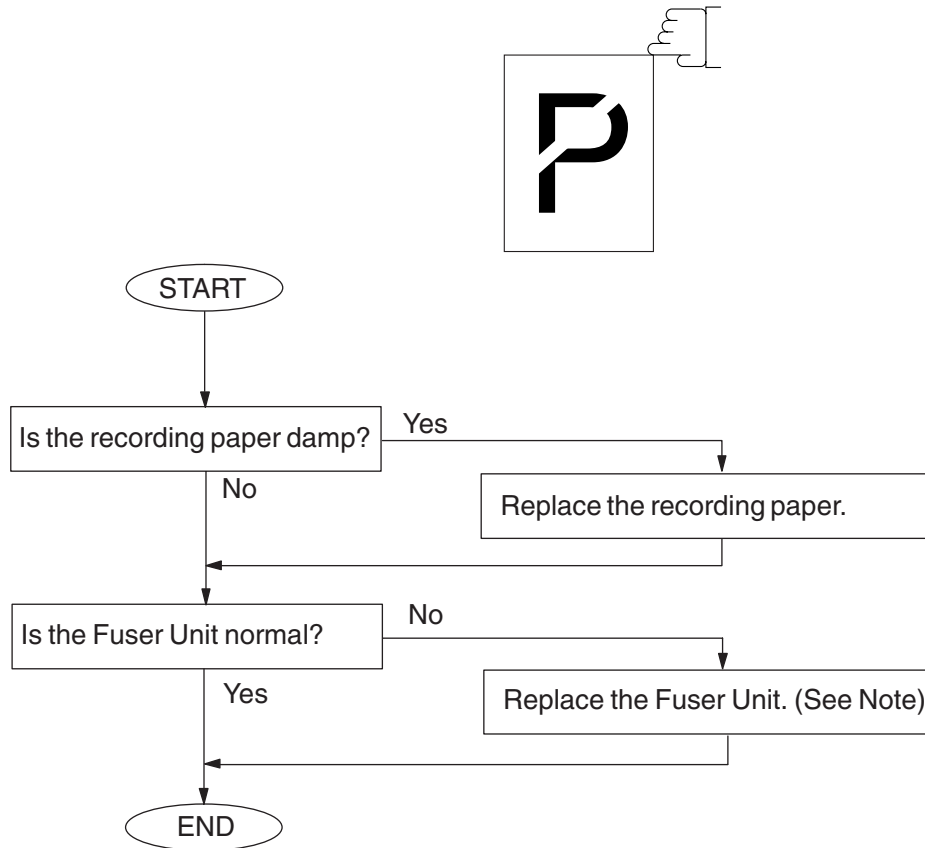 P
START
Is the recording paper damp?
Yes
No
Replace the recording paper.
Is the Fuser Unit normal?
No
Yes
Replace the Fuser Unit. (See Note)
END